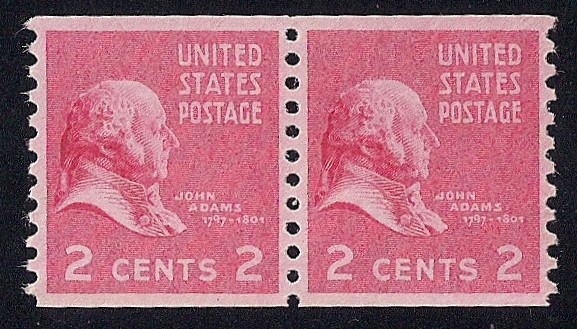 UNITED
STATES
POSTAGE
JOHN
ADAMS
1797-1801
2 CENTS 2
UNITED
STATES
POSTAGE
JOHN
ADAMS
1797-1801
2 CENTS 2